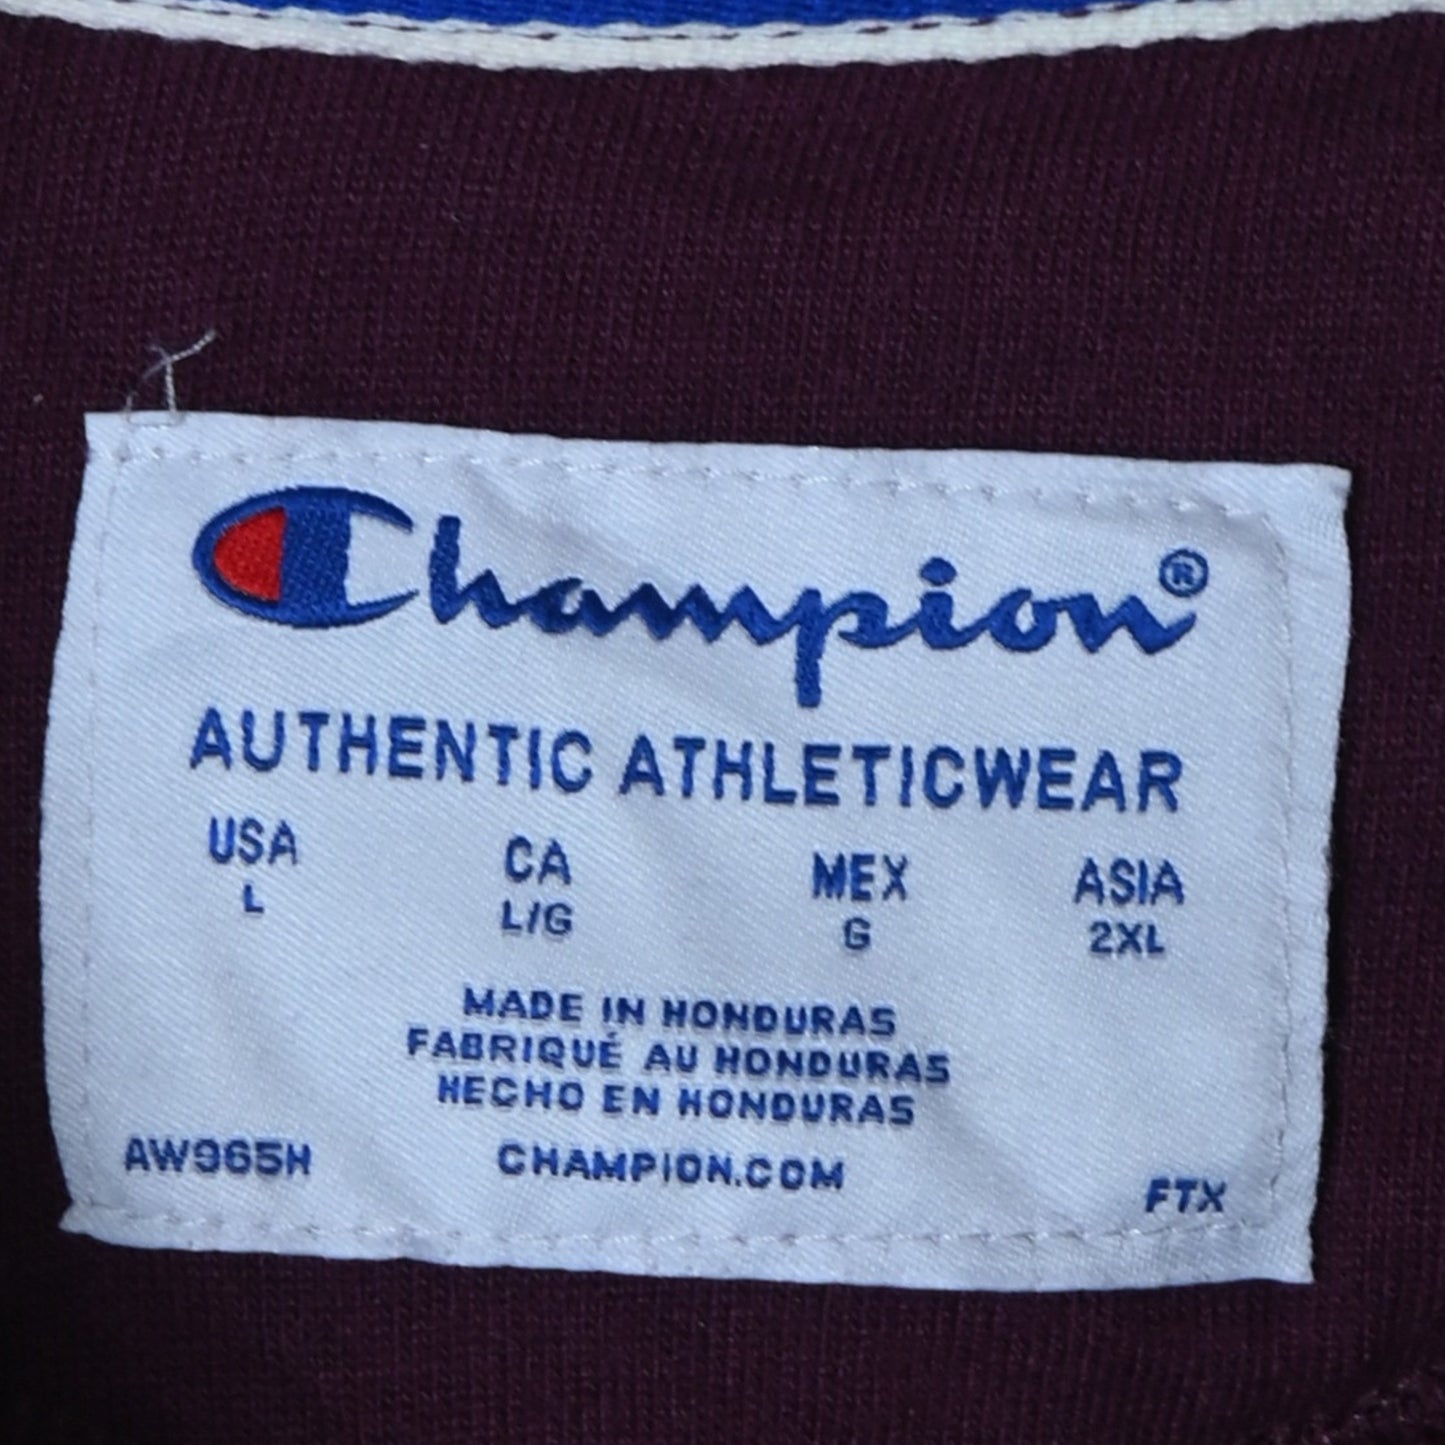 Champion®
AUTHENTIC ATHLETICWEAR
USA CA MEX ASIA
L L/G G 2XL
MADE IN HONDURAS
FABRIQUÉ AU HONDURAS
HECHO EN HONDURAS
AW965H CHAMPION.COM FTX